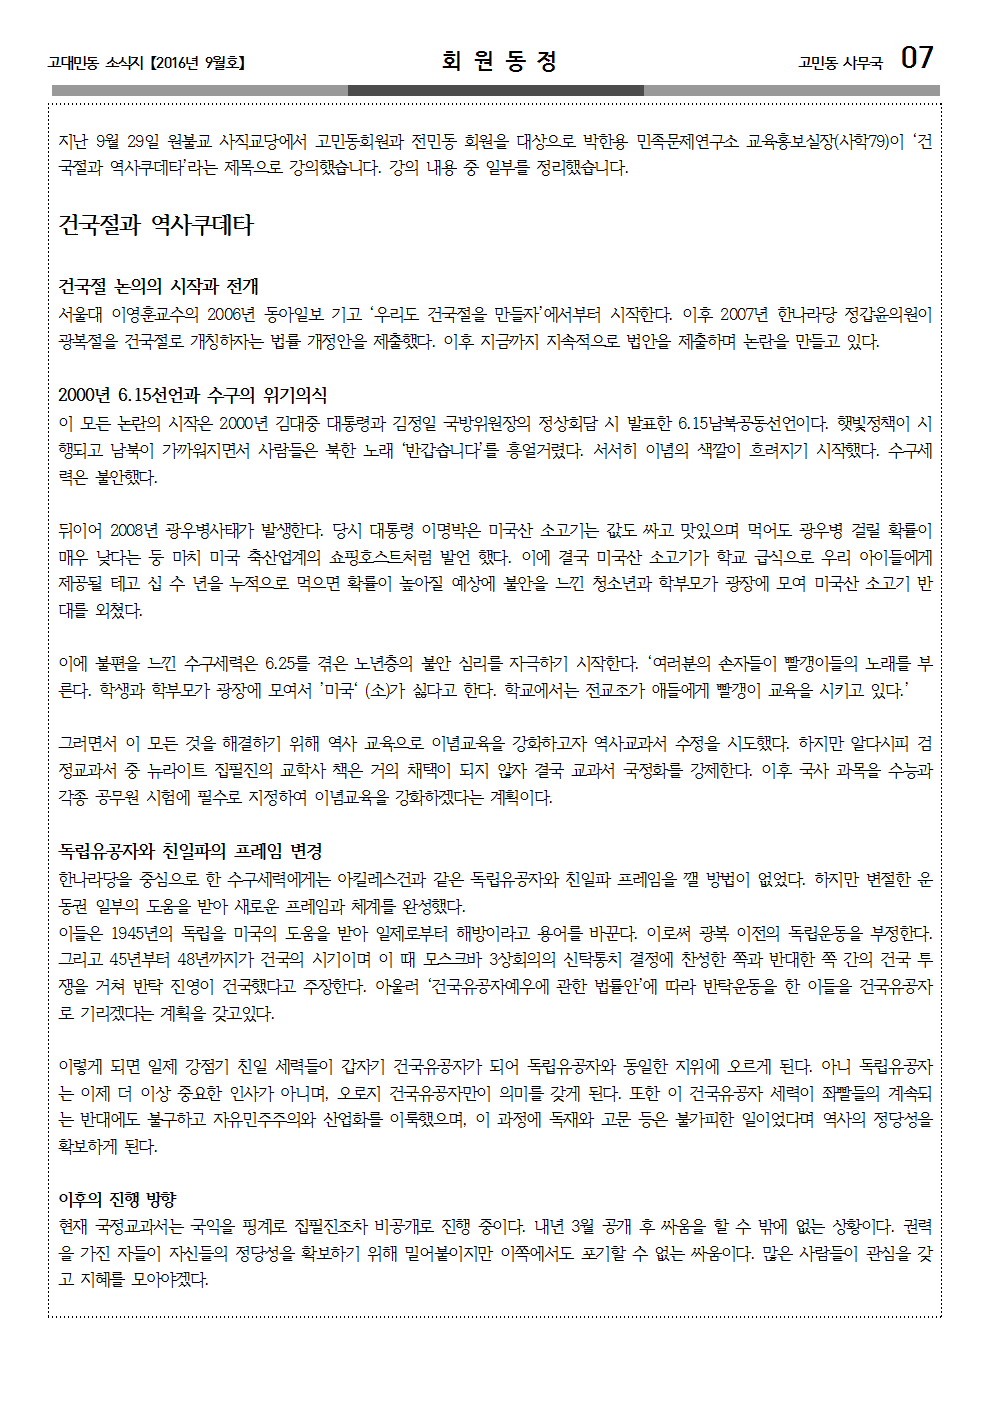 고대민동 소식지 【2016년 9월호】
회 원 동 정
고민동 사무국 07
지난 9월 29일 원불교 사직교당에서 고민동회원과 전민동 회원을 대상으로 박한용 민족문제연구소 교육홍보실장(사학79)이 ‘건
국절과 역사쿠데타’라는 제목으로 강의했습니다. 강의 내용 중 일부를 정리했습니다.
건국절과 역사쿠데타
건국절 논의의 시작과 전개
서울대 이영훈교수의 2006년 동아일보 기고 ‘우리도 건국절을 만들자’에서부터 시작한다. 이후 2007년 한나라당 정갑윤의원이
광복절을 건국절로 개칭하자는 법률 개정안을 제출했다. 이후 지금까지 지속적으로 법안을 제출하며 논란을 만들고 있다.
2000년 6.15선언과 수구의 위기의식
이 모든 논란의 시작은 2000년 김대중 대통령과 김정일 국방위원장의 정상회담 시 발표한 6.15남북공동선언이다. 햇빛정책이 시
행되고 남북이 가까워지면서 사람들은 북한 노래 ‘반갑습니다’를 흥얼거렸다. 서서히 이념의 색깔이 흐려지기 시작했다. 수구세
력은 불안했다.
뒤이어 2008년 광우병사태가 발생한다. 당시 대통령 이명박은 미국산 소고기는 값도 싸고 맛있으며 먹어도 광우병 걸릴 확률이
매우 낮다는 둥 마치 미국 축산업계의 쇼핑호스트처럼 발언 했다. 이에 결국 미국산 소고기가 학교 급식으로 우리 아이들에게
제공될 테고 십 수 년을 누적으로 먹으면 확률이 높아질 예상에 불안을 느낀 청소년과 학부모가 광장에 모여 미국산 소고기 반
대를 외쳤다.
이에 불편을 느낀 수구세력은 6.25를 겪은 노년층의 불안 심리를 자극하기 시작한다. ‘여러분의 손자들이 빨갱이들의 노래를 부
른다. 학생과 학부모가 광장에 모여서 ’미국‘ (소)가 싫다고 한다. 학교에서는 전교조가 애들에게 빨갱이 교육을 시키고 있다.’
그러면서 이 모든 것을 해결하기 위해 역사 교육으로 이념교육을 강화하고자 역사교과서 수정을 시도했다. 하지만 알다시피 검
정교과서 중 뉴라이트 집필진의 교학사 책은 거의 채택이 되지 않자 결국 교과서 국정화를 강제한다. 이후 국사 과목을 수능과
각종 공무원 시험에 필수로 지정하여 이념교육을 강화하겠다는 계획이다.
독립유공자와 친일파의 프레임 변경
한나라당을 중심으로 한 수구세력에게는 아킬레스건과 같은 독립유공자와 친일파 프레임을 깰 방법이 없었다. 하지만 변절한 운
동권 일부의 도움을 받아 새로운 프레임과 체계를 완성했다.
이들은 1945년의 독립을 미국의 도움을 받아 일제로부터 해방이라고 용어를 바꾼다. 이로써 광복 이전의 독립운동을 부정한다.
그리고 45년부터 48년까지가 건국의 시기이며 이 때 모스크바 3상회의의 신탁통치 결정에 찬성한 쪽과 반대한 쪽 간의 건국 투
쟁을 거쳐 반탁 진영이 건국했다고 주장한다. 아울러 ‘건국유공자예우에 관한 법률안’에 따라 반탁운동을 한 이들을 건국유공자
로 기리겠다는 계획을 갖고있다.
이렇게 되면 일제 강점기 친일 세력들이 갑자기 건국유공자가 되어 독립유공자와 동일한 지위에 오르게 된다. 아니 독립유공자
는 이제 더 이상 중요한 인사가 아니며, 오로지 건국유공자만이 의미를 갖게 된다. 또한 이 건국유공자 세력이 좌빨들의 계속되
는 반대에도 불구하고 자유민주주의와 산업화를 이룩했으며, 이 과정에 독재와 고문 등은 불가피한 일이었다며 역사의 정당성을
확보하게 된다.
이후의 진행 방향
현재 국정교과서는 국익을 핑계로 집필진조차 비공개로 진행 중이다. 내년 3월 공개 후 싸움을 할 수 밖에 없는 상황이다. 권력
을 가진 자들이 자신들의 정당성을 확보하기 위해 밀어붙이지만 이쪽에서도 포기할 수 없는 싸움이다. 많은 사람들이 관심을 갖
고 지혜를 모아야겠다.